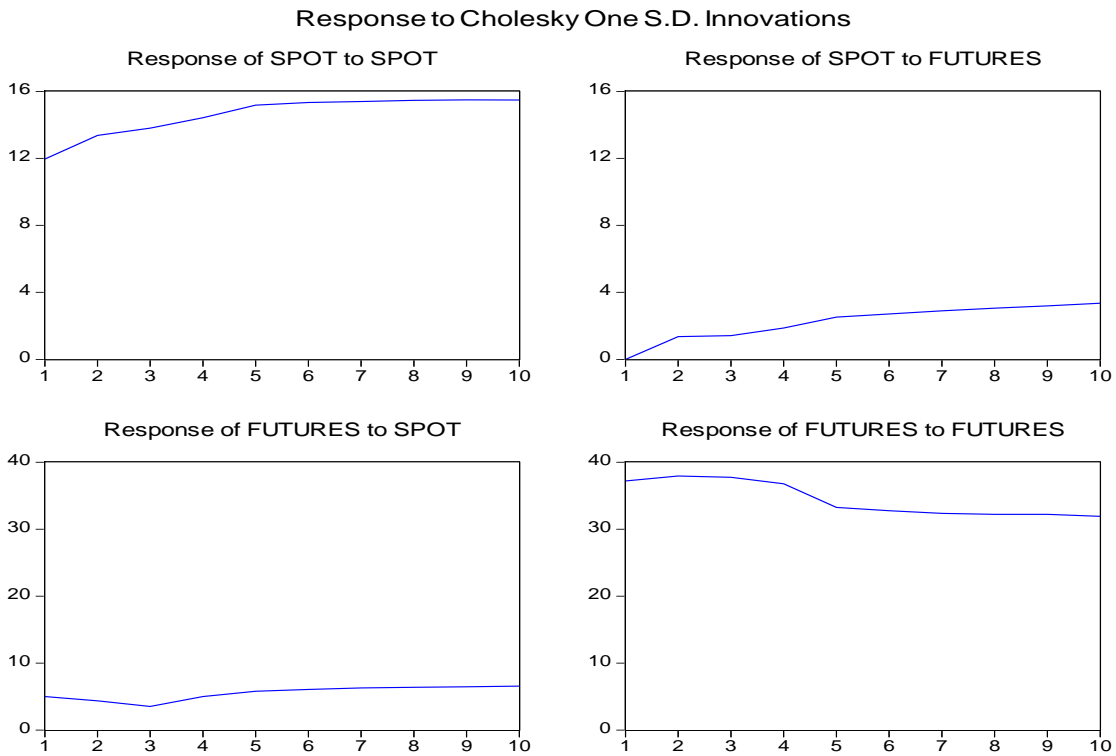 Response to Cholesky One S.D. Innovations
Response of SPOT to SPOT
16
12
8
4
0
1 2 3 4 5 6 7 8 9 10
Response of SPOT to FUTURES
16
12
8
4
0
1 2 3 4 5 6 7 8 9 10
Response of FUTURES to SPOT
40
30
20
10
0
1 2 3 4 5 6 7 8 9 10
Response of FUTURES to FUTURES
40
30
20
10
0
1 2 3 4 5 6 7 8 9 10